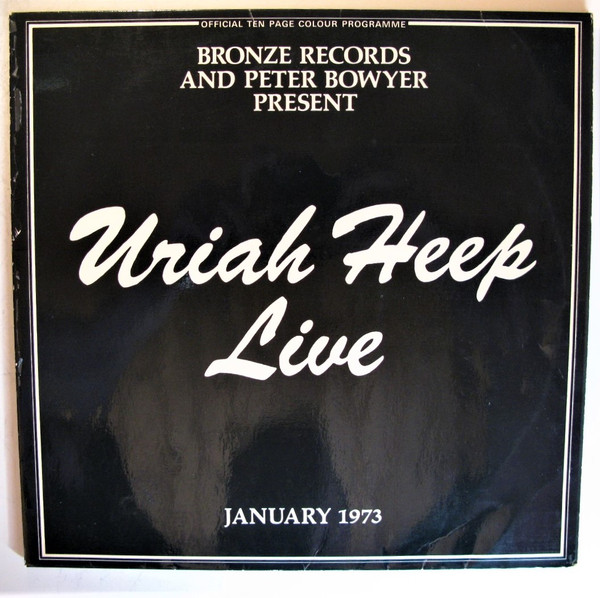 OFFICIAL TEN PAGE COLOUR PROGRAMME
BRONZE RECORDS
AND PETER BOWYER
PRESENT
Uriah Heep
Live
JANUARY 1973